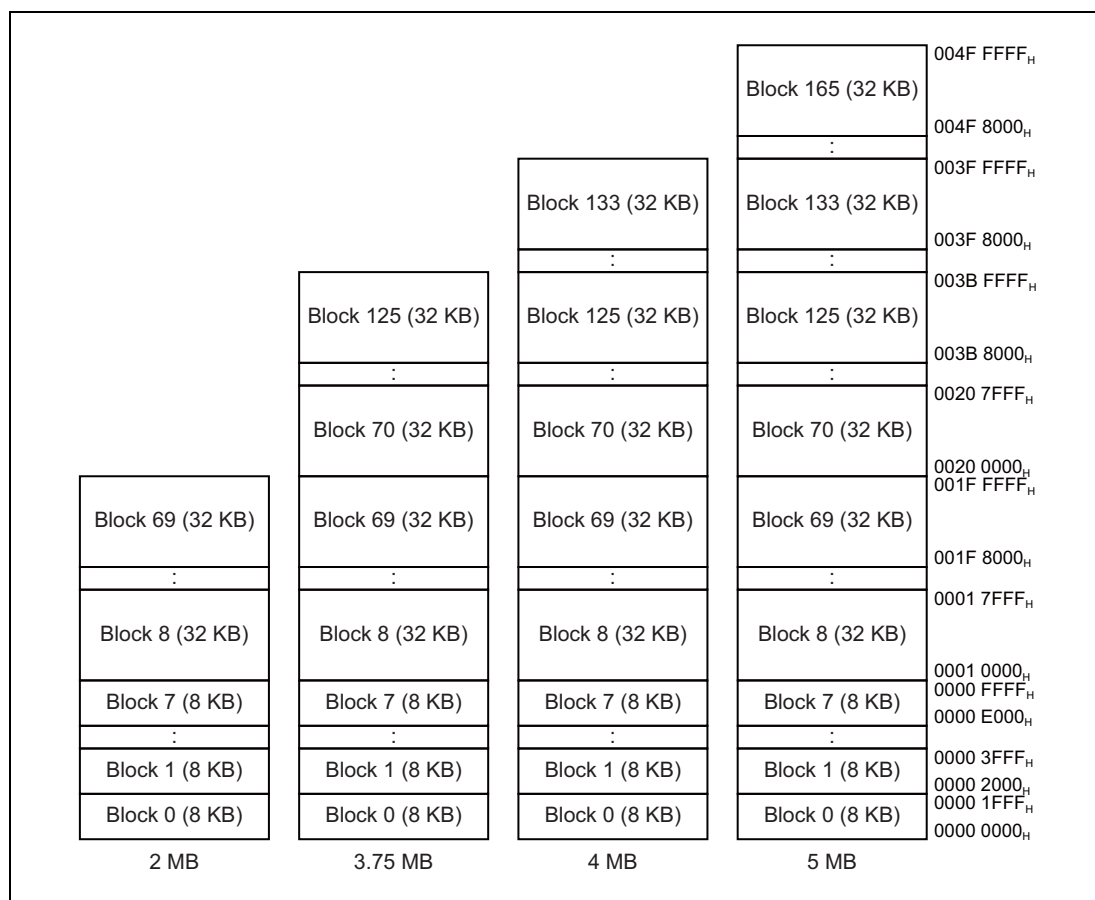 004F FFFFH
Block 165 (32 KB)
004F 8000H
:
003F FFFFH
Block 133 (32 KB) Block 133 (32 KB)
003F 8000H
: :
003B FFFFH
Block 125 (32 KB) Block 125 (32 KB) Block 125 (32 KB)
003B 8000H
: : :
0020 7FFFH
Block 70 (32 KB) Block 70 (32 KB) Block 70 (32 KB)
0020 0000H
001F FFFFH
Block 69 (32 KB) Block 69 (32 KB) Block 69 (32 KB) Block 69 (32 KB)
001F 8000H
: : : :
0001 7FFFH
Block 8 (32 KB) Block 8 (32 KB) Block 8 (32 KB) Block 8 (32 KB)
0001 0000H
0000 FFFFH
Block 7 (8 KB) Block 7 (8 KB) Block 7 (8 KB) Block 7 (8 KB)
0000 E000H
: : : :
0000 3FFFH
Block 1 (8 KB) Block 1 (8 KB) Block 1 (8 KB) Block 1 (8 KB)
0000 2000H
0000 1FFFH
Block 0 (8 KB) Block 0 (8 KB) Block 0 (8 KB) Block 0 (8 KB)
0000 0000H
2 MB 3.75 MB 4 MB 5 MB